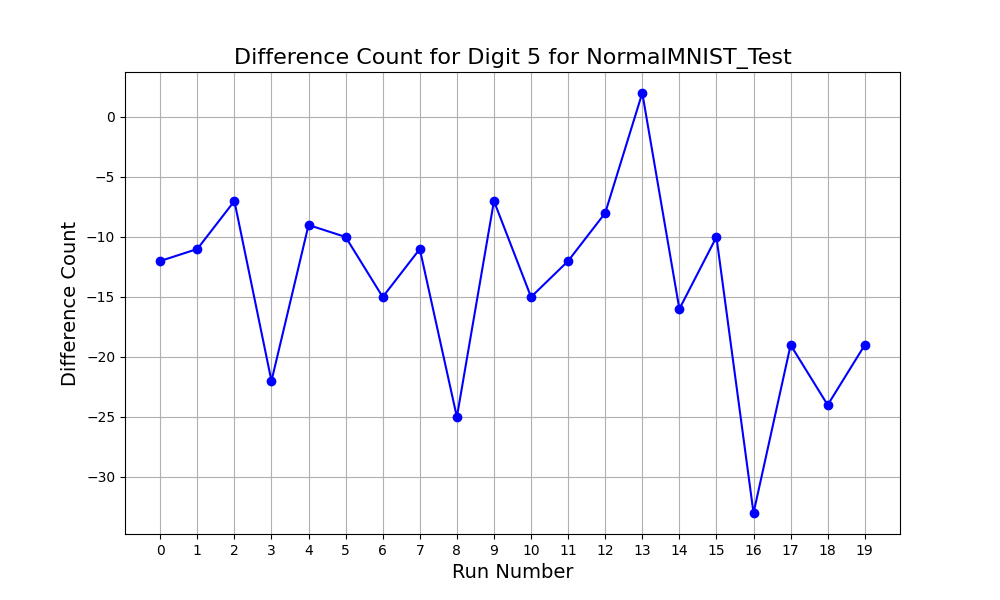 Difference Count for Digit 5 for NormalMNIST_Test
Difference Count
0
−5
−10
−15
−20
−25
−30
0 1 2 3 4 5 6 7 8 9 10 11 12 13 14 15 16 17 18 19
Run Number